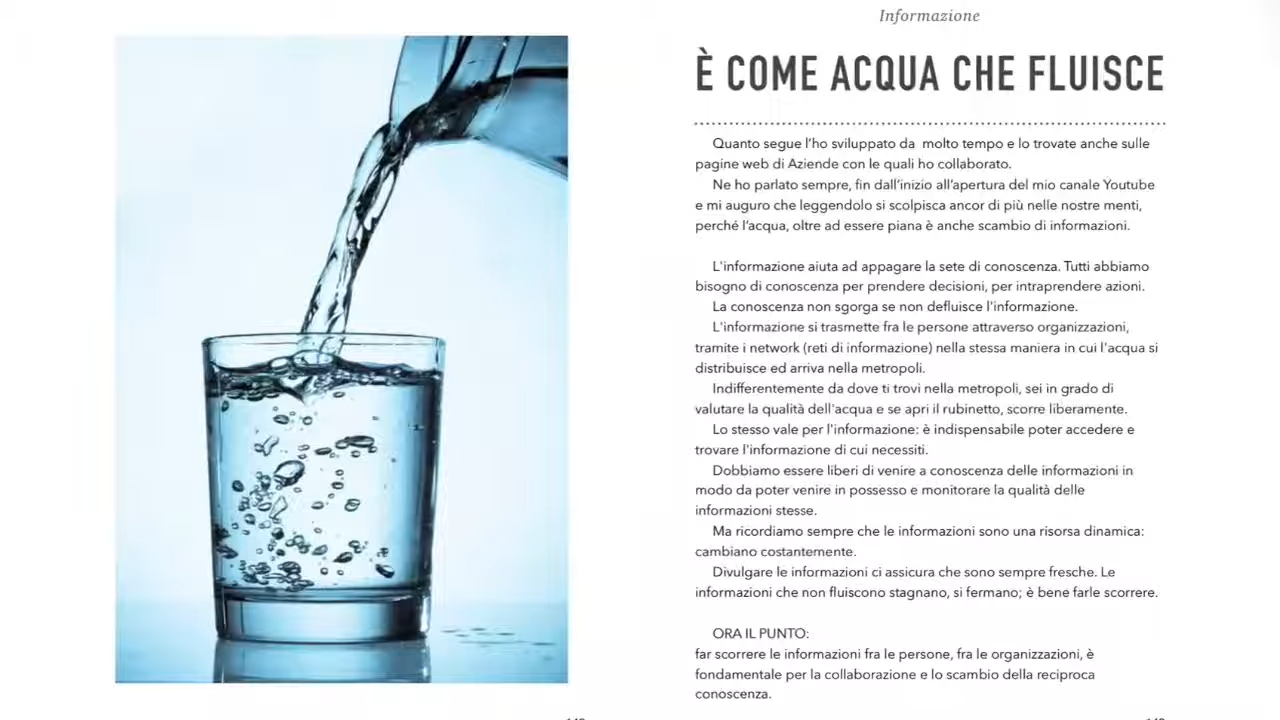 Informazione
È COME ACQUA CHE FLUISCE
Quanto segue l'ho sviluppato da  molto tempo e lo trovate anche sulle
pagine web di Aziende con le quali ho collaborato.
Ne ho parlato sempre, fin dall'inizio all'apertura del mio canale Youtube
e mi auguro che leggendolo si scolpisca ancor di più nelle nostre menti,
perché l'acqua, oltre ad essere piana è anche scambio di informazioni.
L'informazione aiuta ad appagare la sete di conoscenza. Tutti abbiamo
bisogno di conoscenza per prendere decisioni, per intraprendere azioni.
La conoscenza non sgorga se non defluisce l'informazione.
L'informazione si trasmette fra le persone attraverso organizzazioni,
tramite i network (reti di informazione) nella stessa maniera in cui l'acqua si
distribuisce ed arriva nella metropoli.
Indifferentemente da dove ti trovi nella metropoli, sei in grado di
valutare la qualità dell'acqua e se apri il rubinetto, scorre liberamente.
Lo stesso vale per l'informazione: è indispensabile poter accedere e
trovare l'informazione di cui necessiti.
Dobbiamo essere liberi di venire a conoscenza delle informazioni in
modo da poter venire in possesso e monitorare la qualità delle
informazioni stesse.
Ma ricordiamo sempre che le informazioni sono una risorsa dinamica:
cambiano costantemente.
Divulgare le informazioni ci assicura che sono sempre fresche. Le
informazioni che non fluiscono stagnano, si fermano; è bene farle scorrere.
ORA IL PUNTO:
far scorrere le informazioni fra le persone, fra le organizzazioni, è
fondamentale per la collaborazione e lo scambio della reciproca
conoscenza.